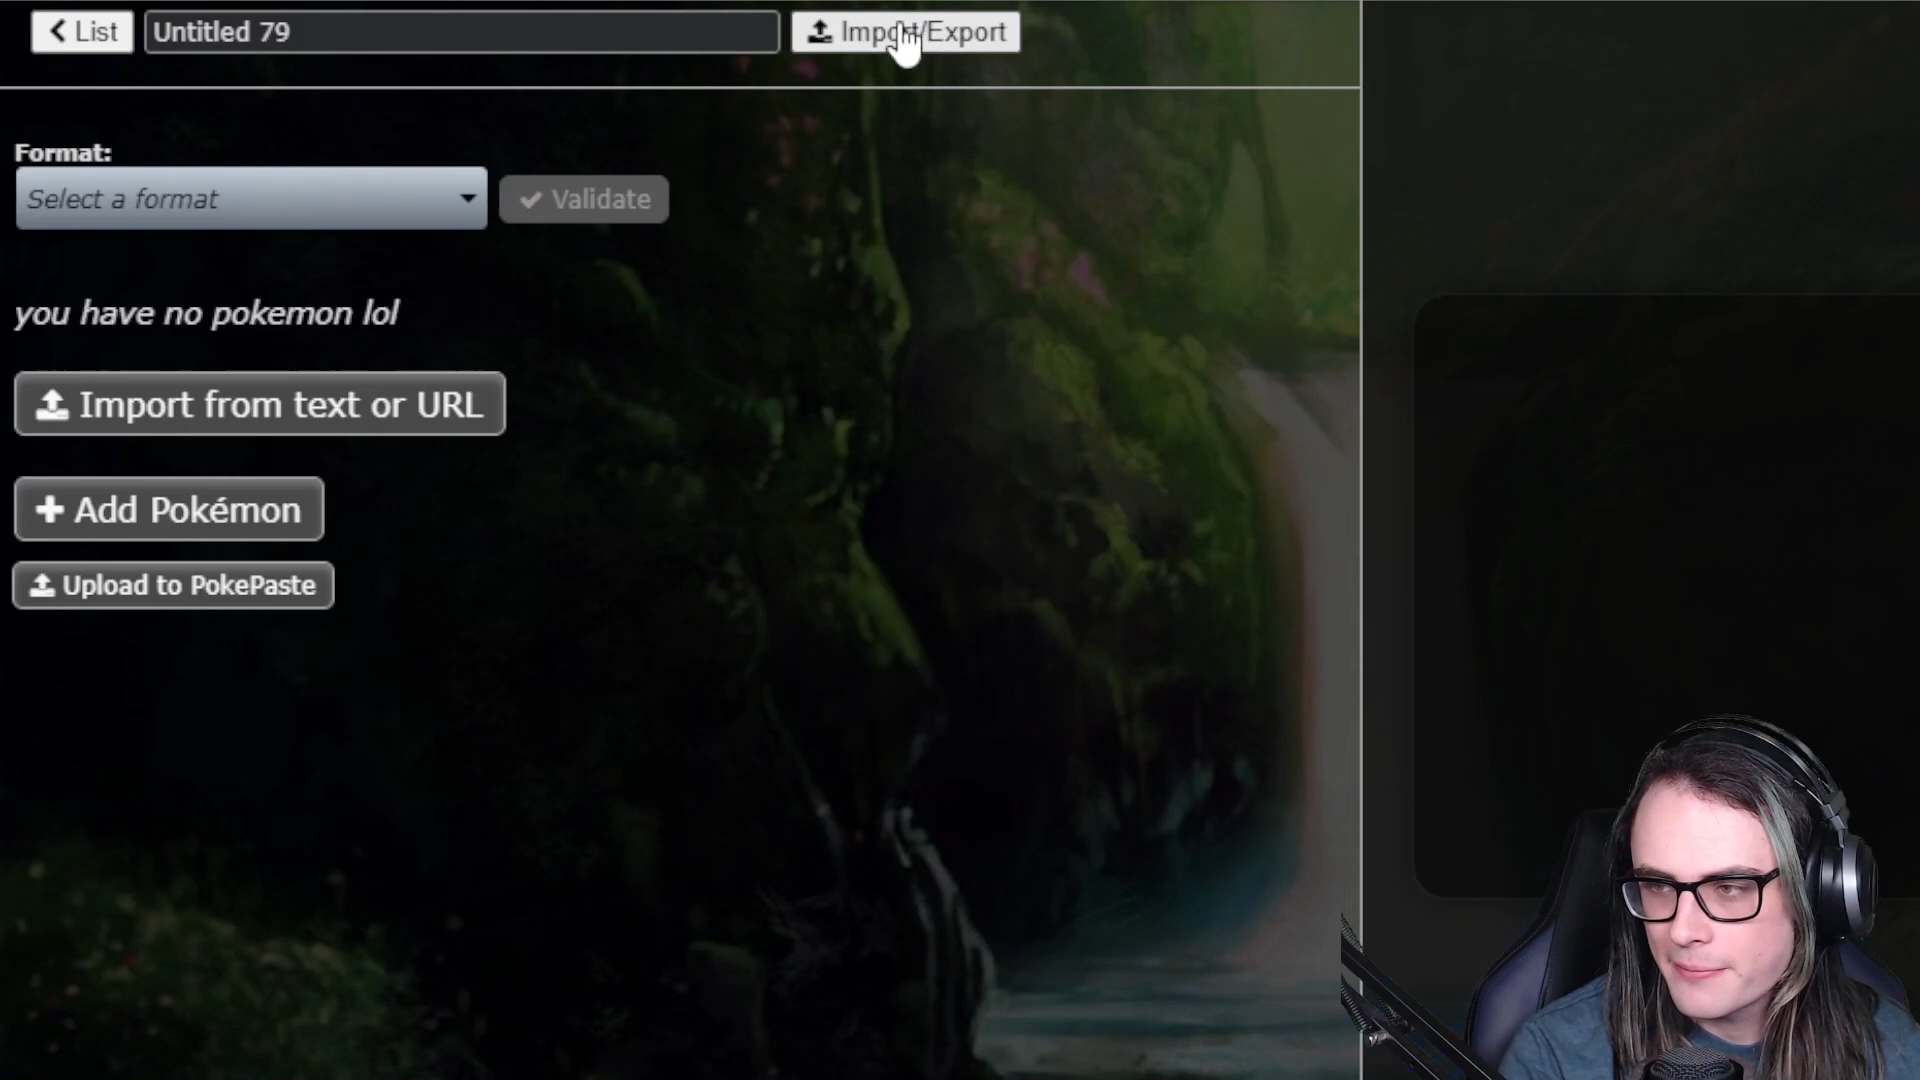 List
Untitled 79
Import/Export
Format:
Select a format
Validate
you have no pokemon lol
Import from text or URL
Add Pokémon
Upload to PokePaste